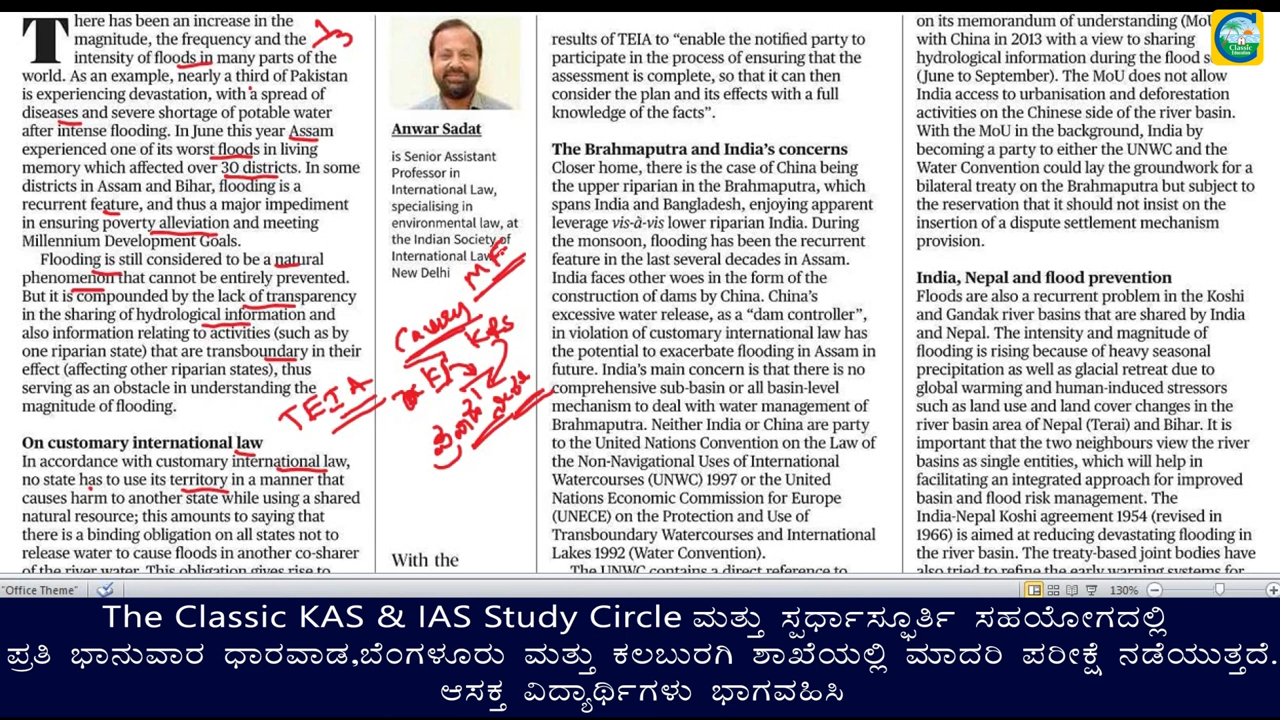 There has been an increase in the
magnitude, the frequency and the
intensity of floods in many parts of the
world. As an example, nearly a third of Pakistan
is experiencing devastation, with a spread of
diseases and severe shortage of potable water
after intense flooding. In June this year Assam
experienced one of its worst floods in living
memory which affected over 30 districts. In some
districts in Assam and Bihar, flooding is a
recurrent feature, and thus a major impediment
in ensuring poverty alleviation and meeting
Millennium Development Goals.
Flooding is still considered to be a natural
phenomenon that cannot be entirely prevented.
But it is compounded by the lack of transparency
in the sharing of hydrological information and
also information relating to activities (such as by
one riparian state) that are transboundary in their
effect (affecting other riparian states), thus
serving as an obstacle in understanding the
magnitude of flooding.
On customary international law
In accordance with customary international law,
no state has to use its territory in a manner that
causes harm to another state while using a shared
natural resource; this amounts to saying that
there is a binding obligation on all states not to
release water to cause floods in another co-sharer
of the river water. This obligation gives rise to
Anwar Sadat
is Senior Assistant
Professor in
International Law,
specialising in
environmental law, at
the Indian Society of
International Law,
New Delhi
TEIA
With the
results of TEIA to “enable the notified party to
participate in the process of ensuring that the
assessment is complete, so that it can then
consider the plan and its effects with a full
knowledge of the facts”.
The Brahmaputra and India’s concerns
Closer home, there is the case of China being
the upper riparian in the Brahmaputra, which
spans India and Bangladesh, enjoying apparent
leverage vis-à-vis lower riparian India. During
the monsoon, flooding has been the recurrent
feature in the last several decades in Assam.
India faces other woes in the form of the
construction of dams by China. China’s
excessive water release, as a “dam controller”,
in violation of customary international law has
the potential to exacerbate flooding in Assam in
future. India’s main concern is that there is no
comprehensive sub-basin or all basin-level
mechanism to deal with water management of
Brahmaputra. Neither India or China are party
to the United Nations Convention on the Law of
the Non-Navigational Uses of International
Watercourses (UNWC) 1997 or the United
Nations Economic Commission for Europe
(UNECE) on the Protection and Use of
Transboundary Watercourses and International
Lakes 1992 (Water Convention).
The UNWC contains a direct reference to
on its memorandum of understanding (MoU)
with China in 2013 with a view to sharing
hydrological information during the flood
(June to September). The MoU does not allow
India access to urbanisation and deforestation
activities on the Chinese side of the river basin.
With the MoU in the background, India by
becoming a party to either the UNWC and the
Water Convention could lay the groundwork for a
bilateral treaty on the Brahmaputra but subject to
the reservation that it should not insist on the
insertion of a dispute settlement mechanism
provision.
India, Nepal and flood prevention
Floods are also a recurrent problem in the Koshi
and Gandak river basins that are shared by India
and Nepal. The intensity and magnitude of
flooding is rising because of heavy seasonal
precipitation as well as glacial retreat due to
global warming and human-induced stressors
such as land use and land cover changes in the
river basin area of Nepal (Terai) and Bihar. It is
important that the two neighbours view the river
basins as single entities, which will help in
facilitating an integrated approach for improved
basin and flood risk management. The
India-Nepal Koshi agreement 1954 (revised in
1966) is aimed at reducing devastating flooding in
the river basin. The treaty-based joint bodies have
also tried to refine the early warning systems for
Classic
Education
"Office Theme"
130%
The Classic KAS & IAS Study Circle ಮತ್ತು ಸ್ಪರ್ಧಾಸ್ಫೂರ್ತಿ ಸಹಯೋಗದಲ್ಲಿ
ಪ್ರತಿ ಭಾನುವಾರ ಧಾರವಾಡ,ಬೆಂಗಳೂರು ಮತ್ತು ಕಲಬುರಗಿ ಶಾಖೆಯಲ್ಲಿ ಮಾದರಿ ಪರೀಕ್ಷೆ ನಡೆಯುತ್ತದೆ.
ಆಸಕ್ತ ವಿದ್ಯಾರ್ಥಿಗಳು ಭಾಗವಹಿಸಿ